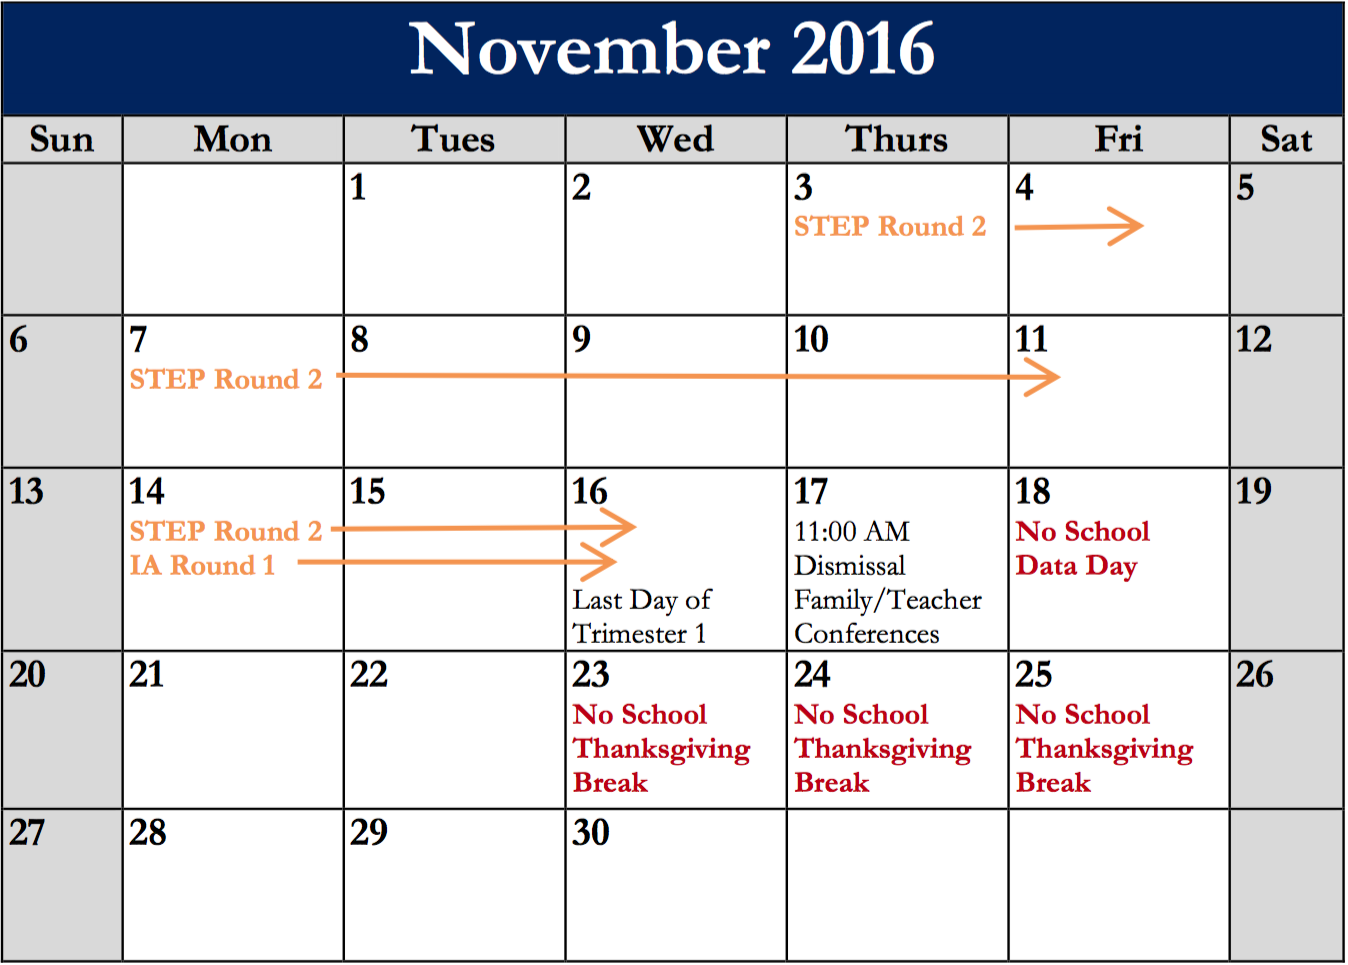 November 2016
Sun Mon Tues Wed Thurs Fri Sat
1 2 3 4 5
STEP Round 2
6 7 8 9 10 11 12
STEP Round 2
13 14 15 16 17 18 19
STEP Round 2
IA Round 1
Last Day of
Trimester 1
11:00 AM
Dismissal
Family/Teacher
Conferences
No School
Data Day
20 21 22 23 24 25 26
No School
Thanksgiving
Break
No School
Thanksgiving
Break
No School
Thanksgiving
Break
27 28 29 30